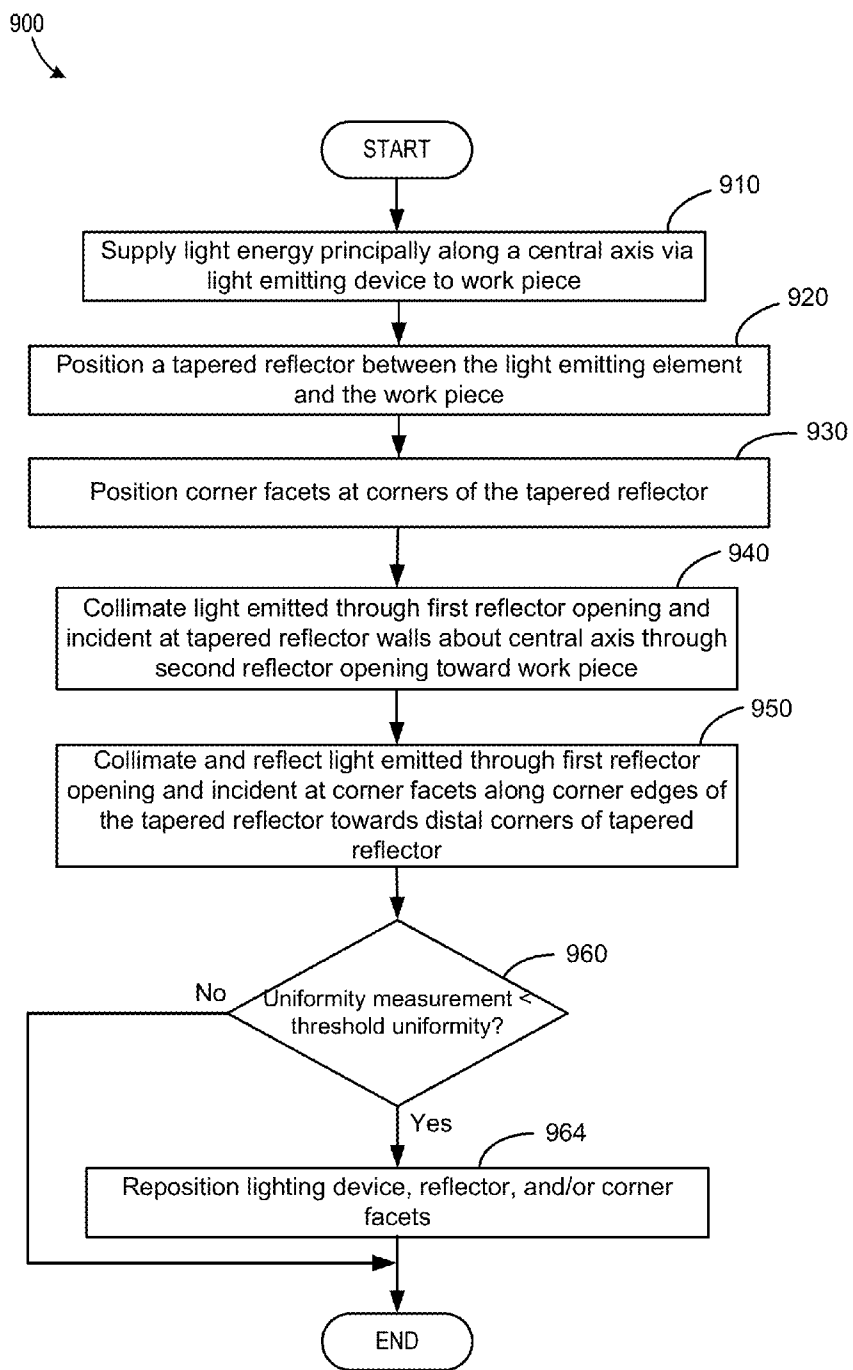 900
START
910
Supply light energy principally along a central axis via
light emitting device to work piece
920
Position a tapered reflector between the light emitting element
and the work piece
930
Position corner facets at corners of the tapered reflector
940
Collimate light emitted through first reflector opening and
incident at tapered reflector walls about central axis through
second reflector opening toward work piece
950
Collimate and reflect light emitted through first reflector
opening and incident at corner facets along corner edges of
the tapered reflector towards distal corners of tapered
reflector
960
No
Uniformity measurement <
threshold uniformity?
Yes
964
Reposition lighting device, reflector, and/or corner
facets
END